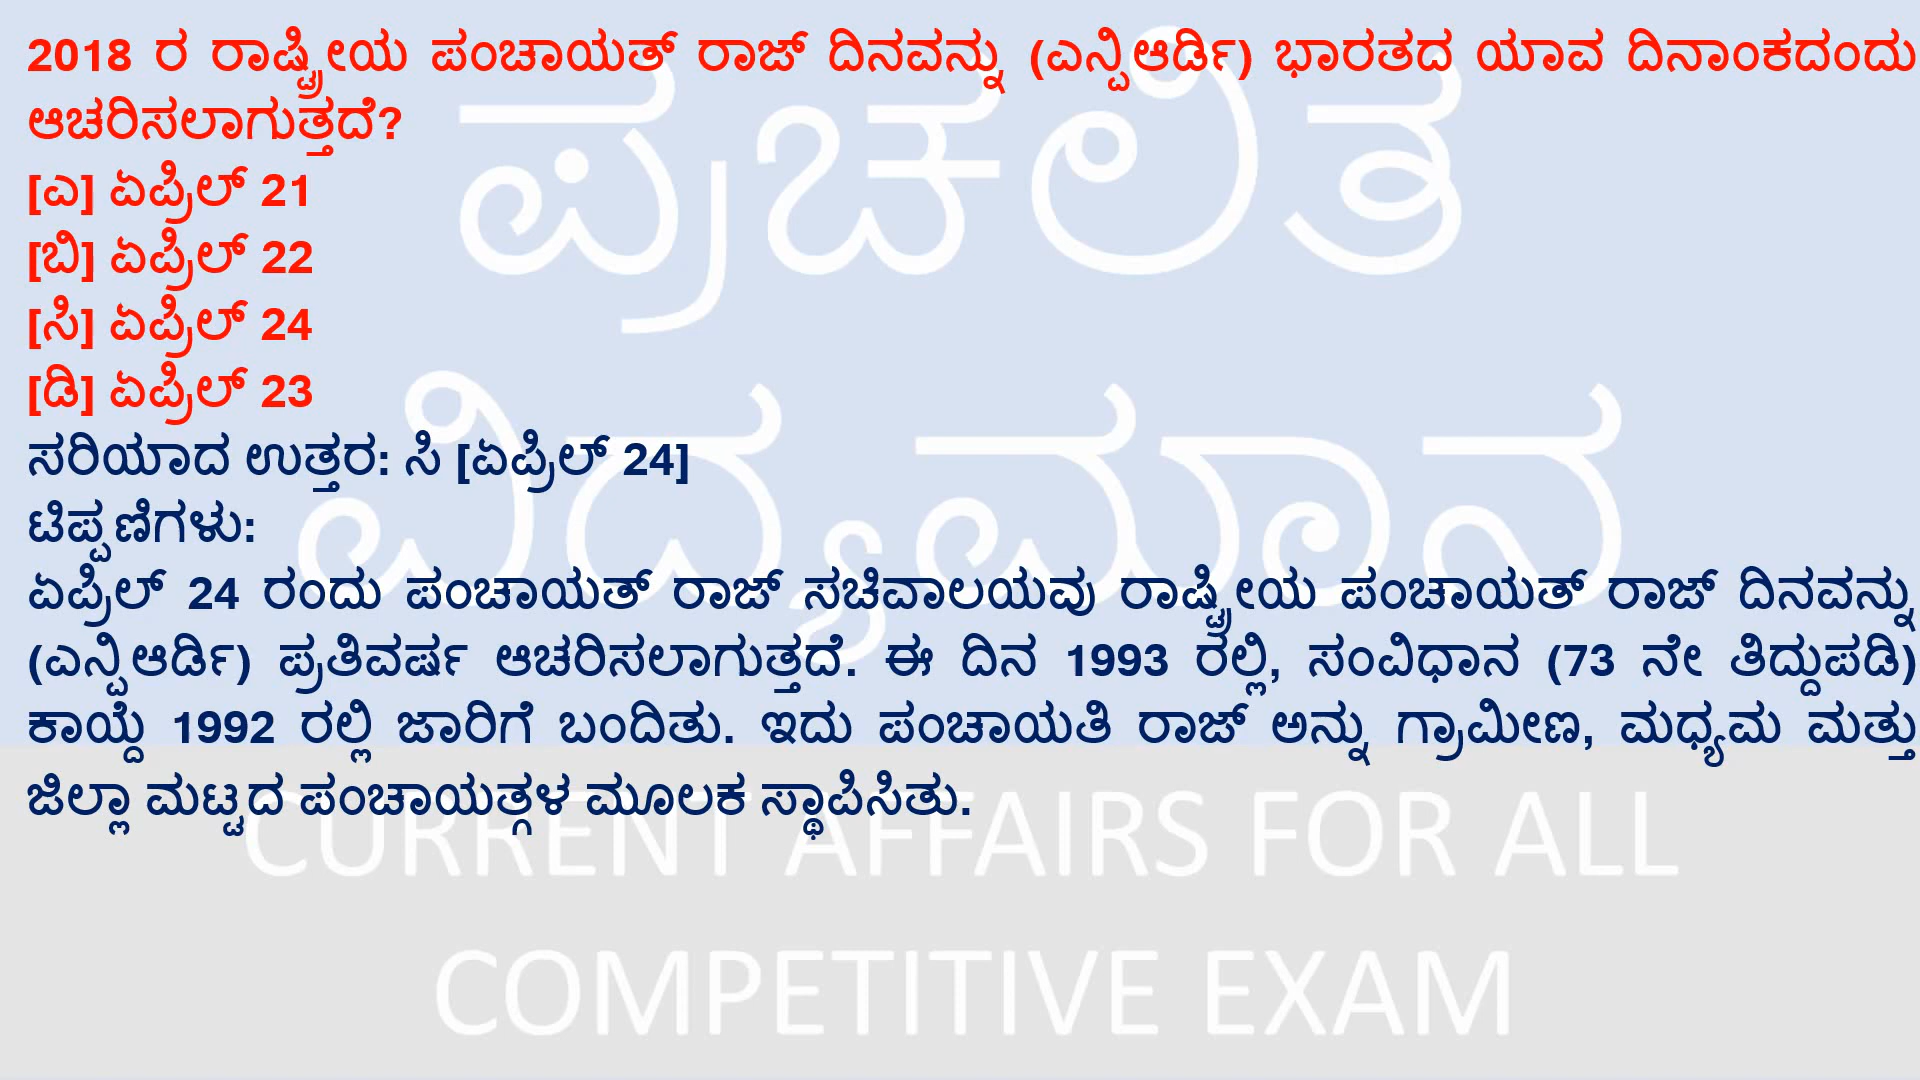 2018 ರ ರಾಷ್ಟ್ರೀಯ ಪಂಚಾಯತ್ ರಾಜ್ ದಿನವನ್ನು (ಎನ್ಪಿಆರ್ಡಿ) ಭಾರತದ ಯಾವ ದಿನಾಂಕದಂದು
ಆಚರಿಸಲಾಗುತ್ತದೆ?
[ಎ] ಏಪ್ರಿಲ್ 21
[ಬಿ] ಏಪ್ರಿಲ್ 22
[ಸಿ] ಏಪ್ರಿಲ್ 24
[ಡಿ] ಏಪ್ರಿಲ್ 23
ಸರಿಯಾದ ಉತ್ತರ: ಸಿ [ಏಪ್ರಿಲ್ 24]
ಟಿಪ್ಪಣಿಗಳು:
ಏಪ್ರಿಲ್ 24 ರಂದು ಪಂಚಾಯತ್ ರಾಜ್ ಸಚಿವಾಲಯವು ರಾಷ್ಟ್ರೀಯ ಪಂಚಾಯತ್ ರಾಜ್ ದಿನವನ್ನು
(ಎನ್ಪಿಆರ್ಡಿ) ಪ್ರತಿವರ್ಷ ಆಚರಿಸಲಾಗುತ್ತದೆ. ಈ ದಿನ 1993 ರಲ್ಲಿ, ಸಂವಿಧಾನ (73 ನೇ ತಿದ್ದುಪಡಿ)
ಕಾಯ್ದೆ 1992 ರಲ್ಲಿ ಜಾರಿಗೆ ಬಂದಿತು. ಇದು ಪಂಚಾಯತಿ ರಾಜ್ ಅನ್ನು ಗ್ರಾಮೀಣ, ಮಧ್ಯಮ ಮತ್ತು
ಜಿಲ್ಲಾ ಮಟ್ಟದ ಪಂಚಾಯತ್ಗಳ ಮೂಲಕ ಸ್ಥಾಪಿಸಿತು.
ಪ್ರಚಲಿತ
ವಿದ್ಯಮಾನ
CURRENT AFFAIRS FOR ALL
COMPETITIVE EXAM